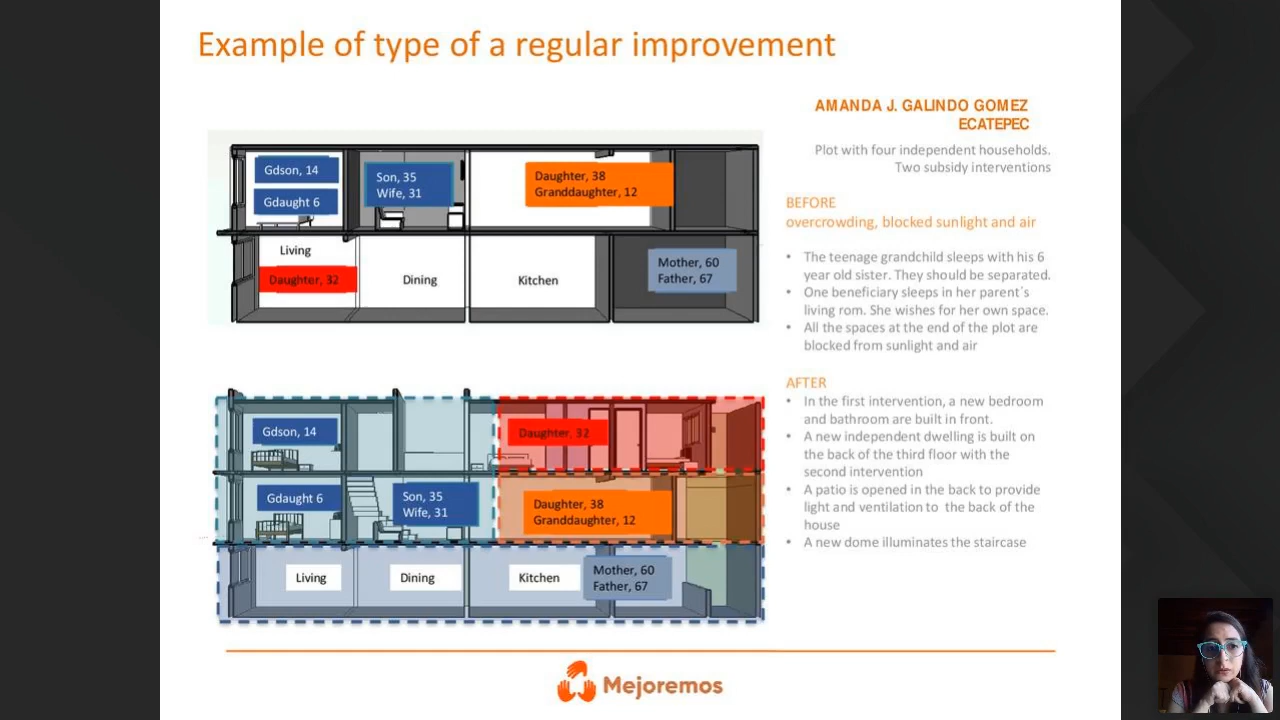 Example of type of a regular improvement
AMANDA J. GALINDO GOMEZ
ECATEPEC
Plot with four independent households.
Two subsidy interventions
BEFORE
overcrowding, blocked sunlight and air
• The teenage grandchild sleeps with his 6
year old sister. They should be separated.
• One beneficiary sleeps in her parent´s
living rom. She wishes for her own space.
• All the spaces at the end of the plot are
blocked from sunlight and air
AFTER
• In the first intervention, a new bedroom
and bathroom are built in front.
• A new independent dwelling is built on
the back of the third floor with the
second intervention
• A patio is opened in the back to provide
light and ventilation to the back of the
house
• A new dome illuminates the staircase
Gdson, 14
Gdaught 6
Son, 35
Wife, 31
Daughter, 38
Granddaughter, 12
Living
Daughter, 32
Dining
Kitchen
Mother, 60
Father, 67
Gdson, 14
Daughter, 32
Gdaught 6
Son, 35
Wife, 31
Daughter, 38
Granddaughter, 12
Living
Dining
Kitchen
Mother, 60
Father, 67
Mejoremos